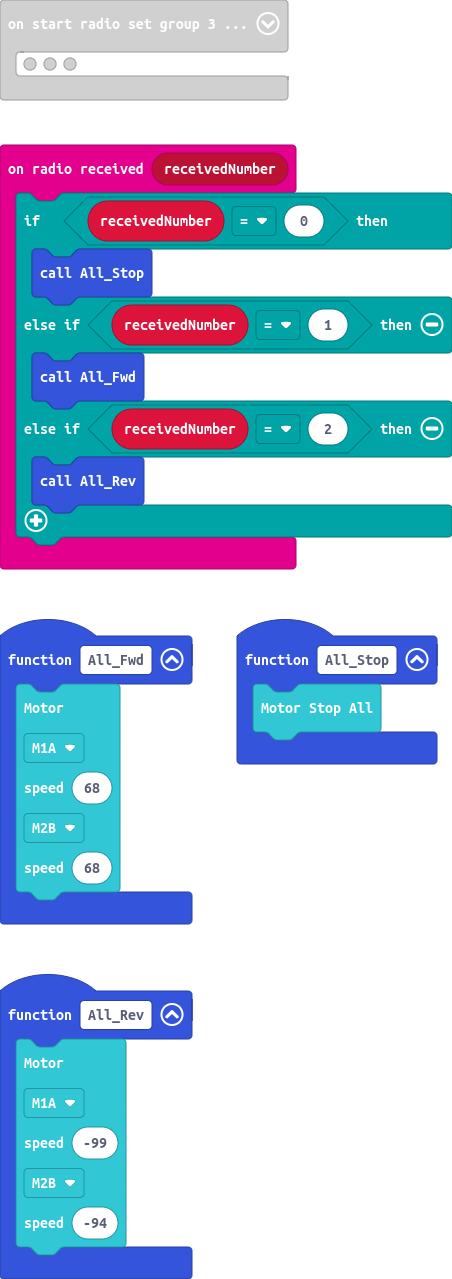 on start radio set group 3 ...
on radio received receivedNumber
if receivedNumber = 0 then
call All_Stop
else if receivedNumber = 1 then
call All_Fwd
else if receivedNumber = 2 then
call All_Rev
function All_Fwd
Motor
M1A
speed 68
M2B
speed 68
function All_Stop
Motor Stop All
function All_Rev
Motor
M1A
speed -99
M2B
speed -94